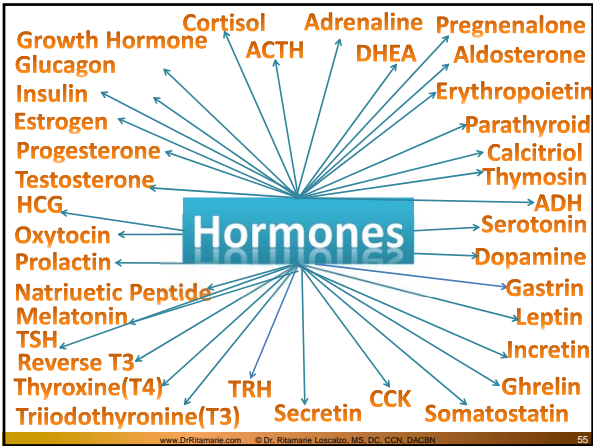 Cortisol
Adrenaline
Pregnenalone
Growth Hormone
ACTH
DHEA
Aldosterone
Glucagon
Insulin
Erythropoietin
Estrogen
Parathyroid
Progesterone
Calcitriol
Testosterone
Thymosin
HCG
ADH
Hormones
Oxytocin
Serotonin
Prolactin
Dopamine
Natriuetic Peptide
Gastrin
Melatonin
Leptin
TSH
Incretin
Reverse T3
Thyroxine(T4)
TRH
CCK
Ghrelin
Triiodothyronine(T3)
Secretin
Somatostatin
www.DrRitamarie.com © Dr. Ritamarie Loscalzo, MS, DC, CCN, DACBN 55